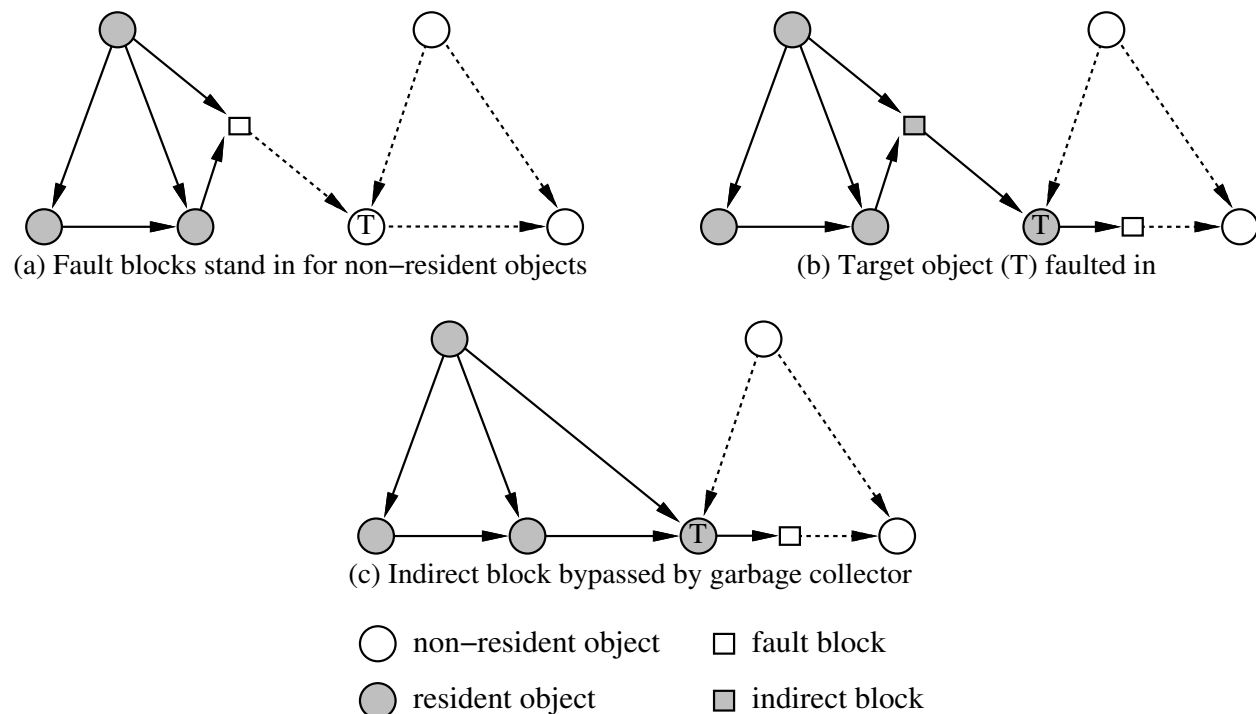 T
T
(a) Fault blocks stand in for non−resident objects
(b) Target object (T) faulted in
T
(c) Indirect block bypassed by garbage collector
non−resident object
fault block
resident object
indirect block